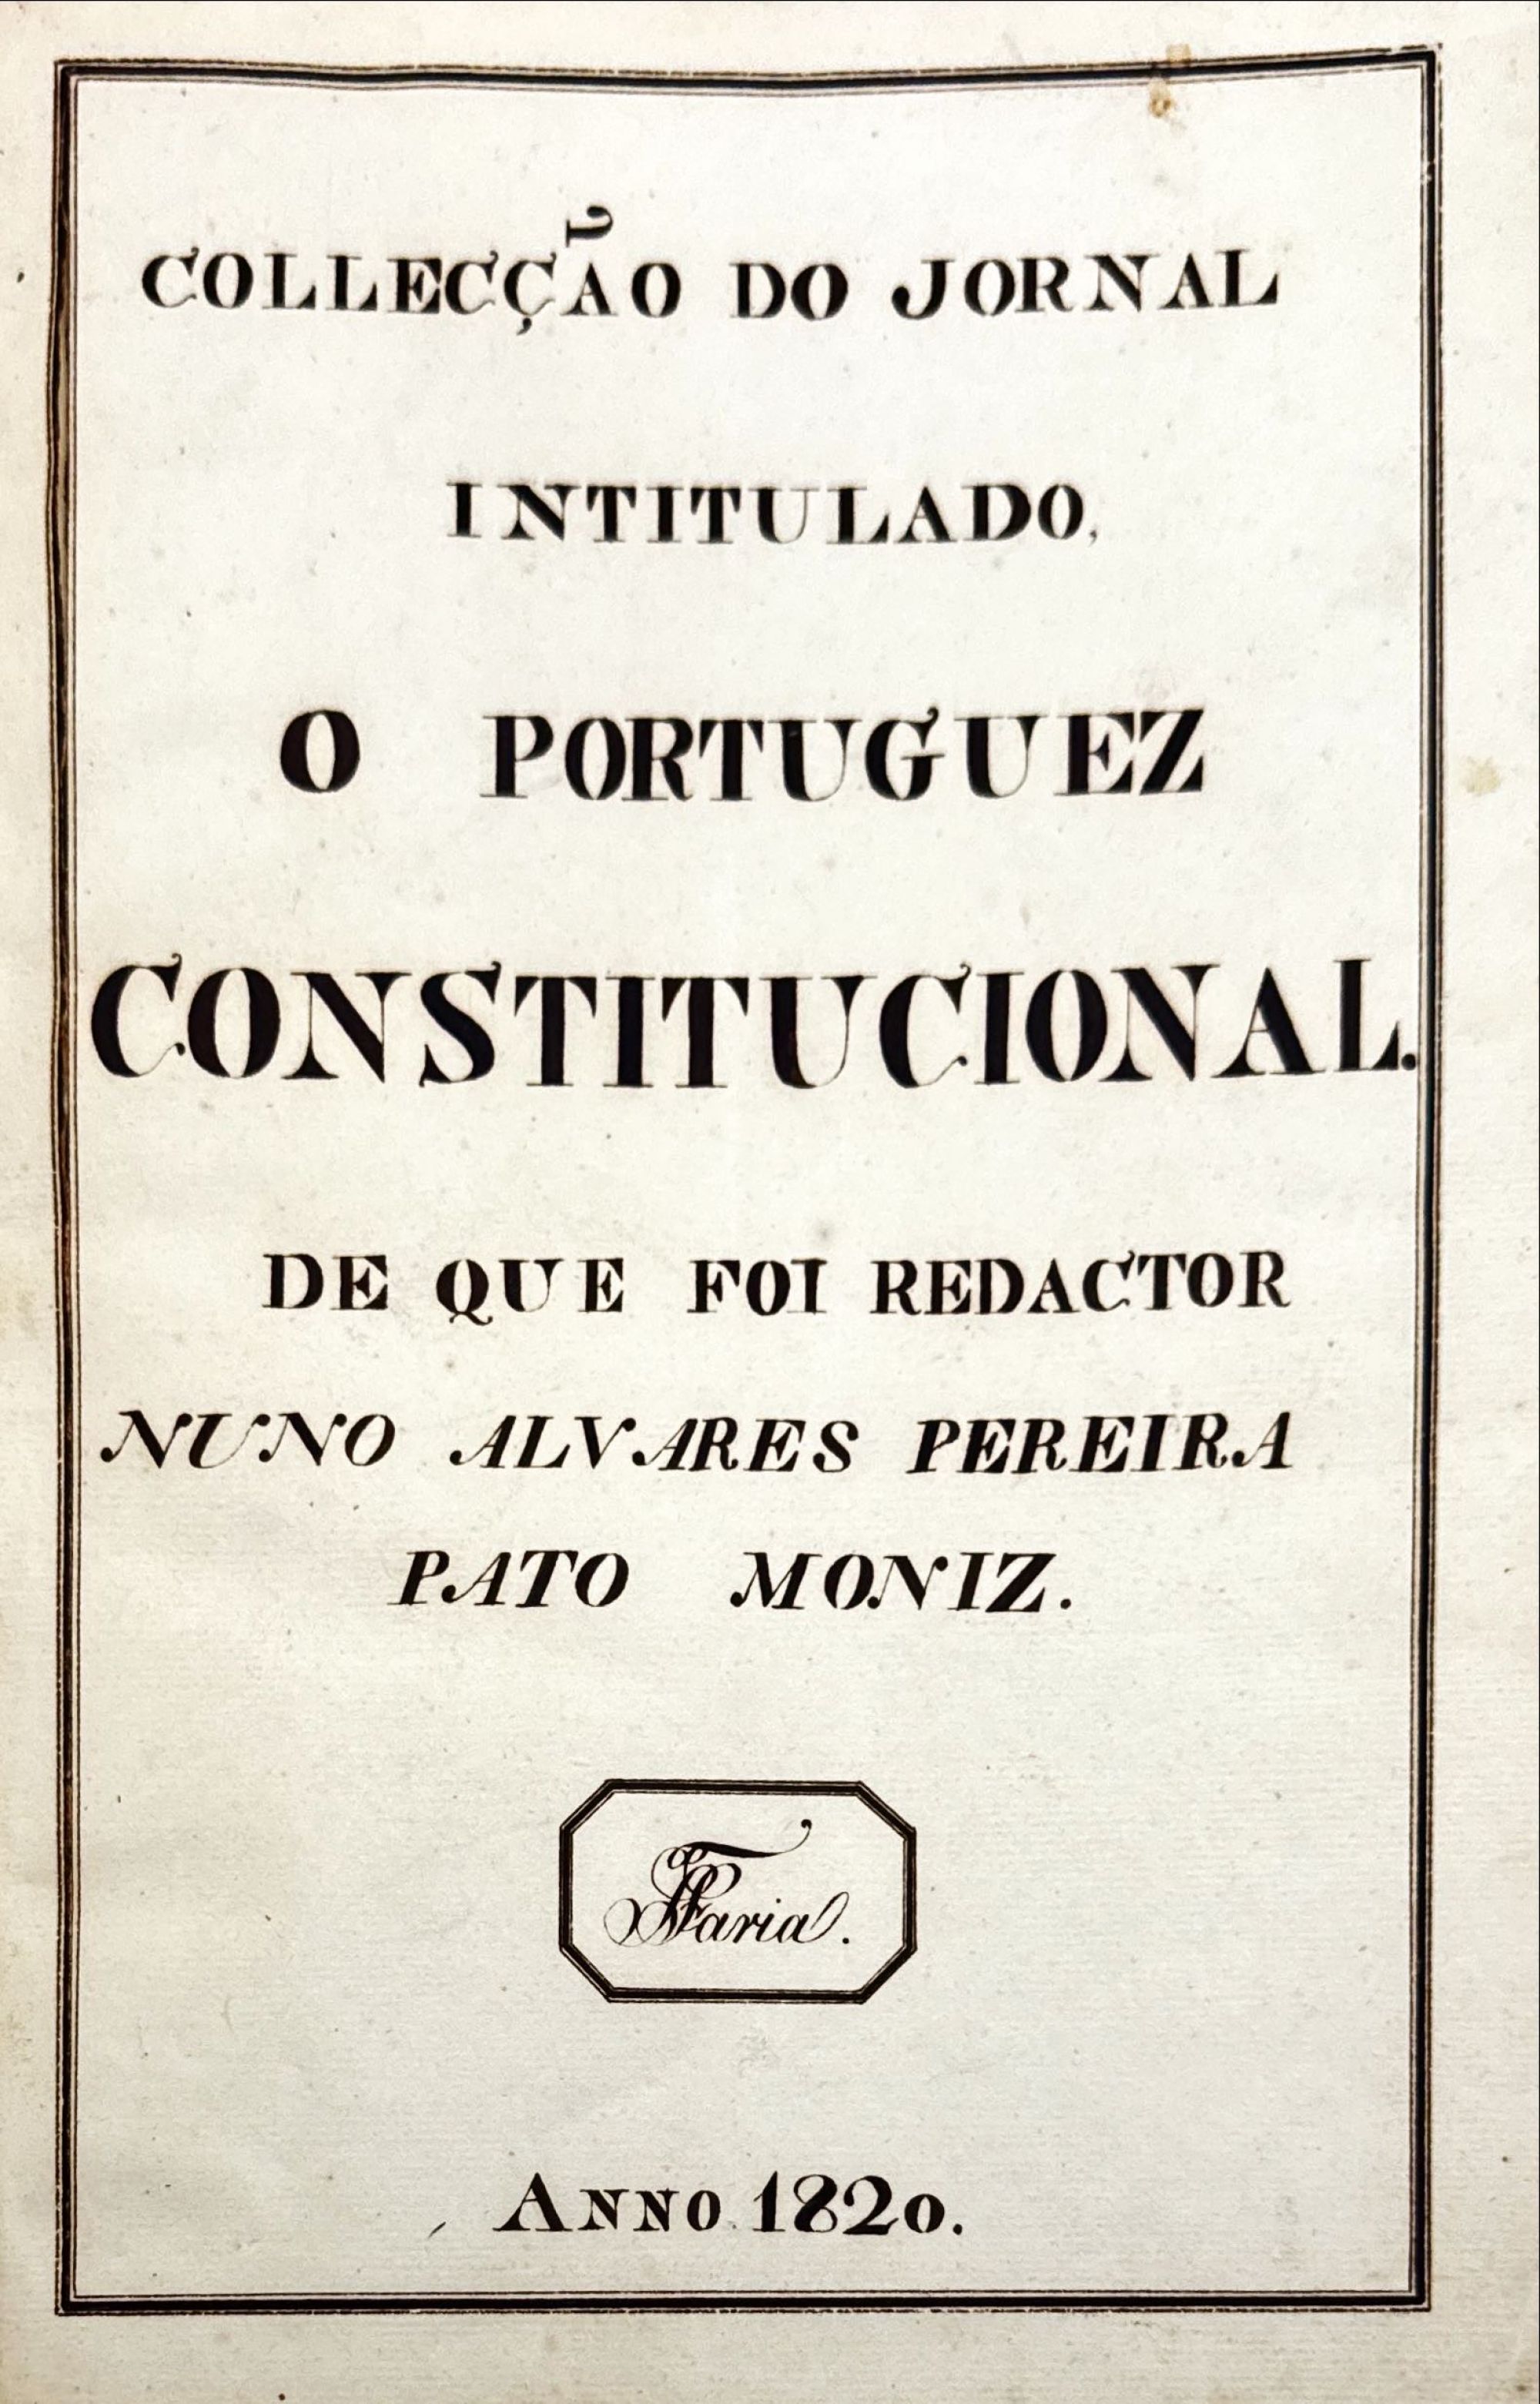 COLLECÇÃO DO JORNAL
INTITULADO,
O PORTUGUEZ
CONSTITUCIONAL.
DE QUE FOI REDACTOR
NUNO ALVARES PEREIRA
PATO MONIZ.
Faria.
ANNO 1820.